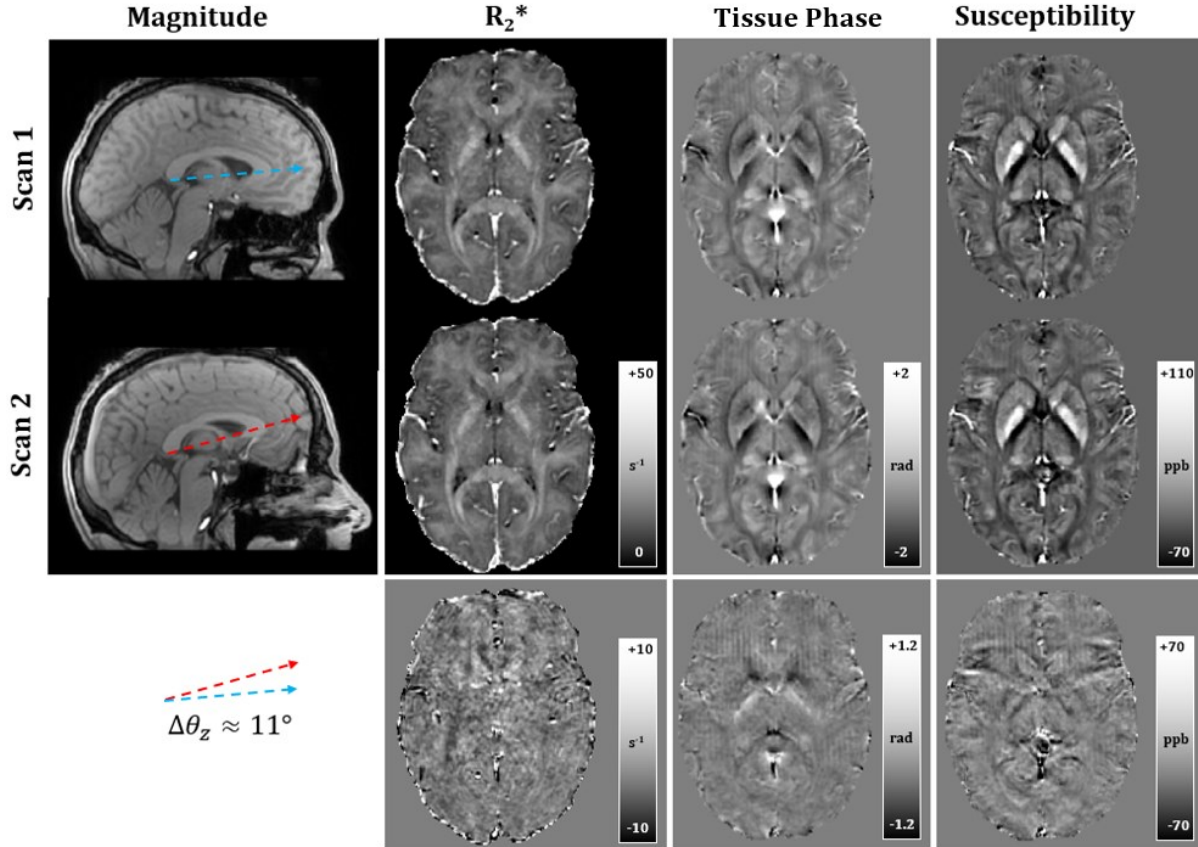 Magnitude
R₂*
Tissue Phase
Susceptibility
Scan 1
Scan 2
+50
s⁻¹
0
+2
rad
-2
+110
ppb
-70
Δθ_z ≈ 11°
+10
s⁻¹
-10
+1.2
rad
-1.2
+70
ppb
-70